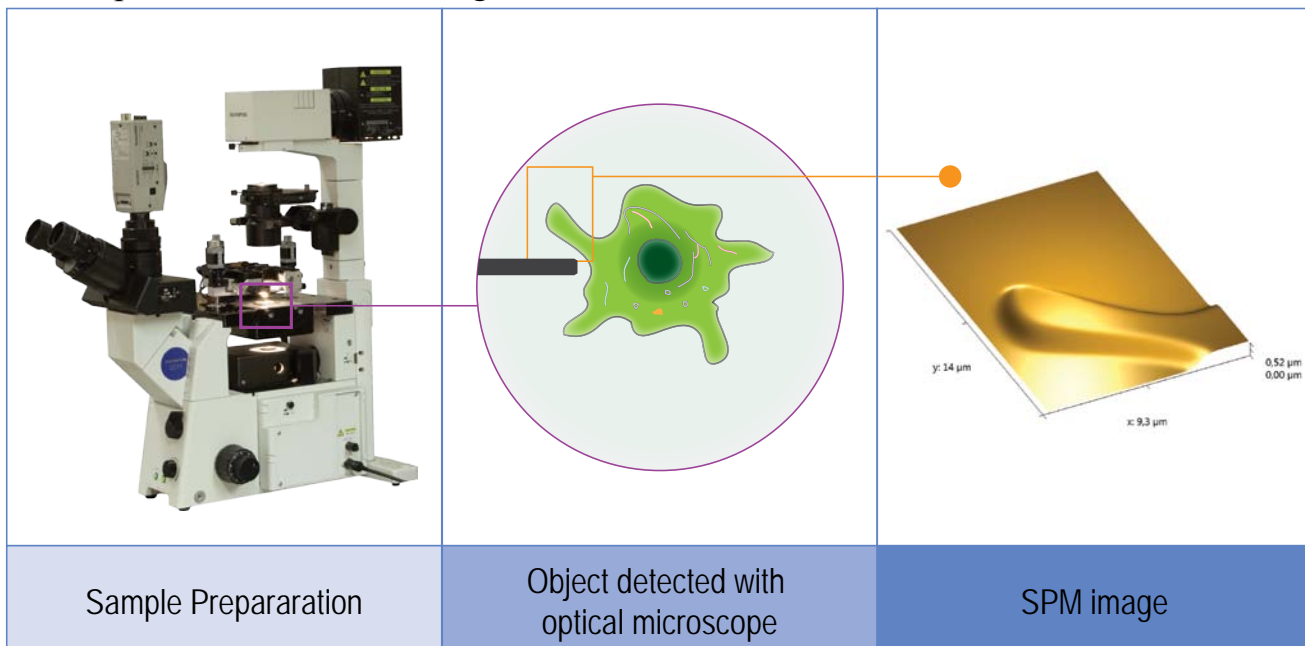 OLYMPUS
y: 14 µm
x: 9,3 µm
0,52 µm
0,00 µm
Sample Prepararation
Object detected with
optical microscope
SPM image